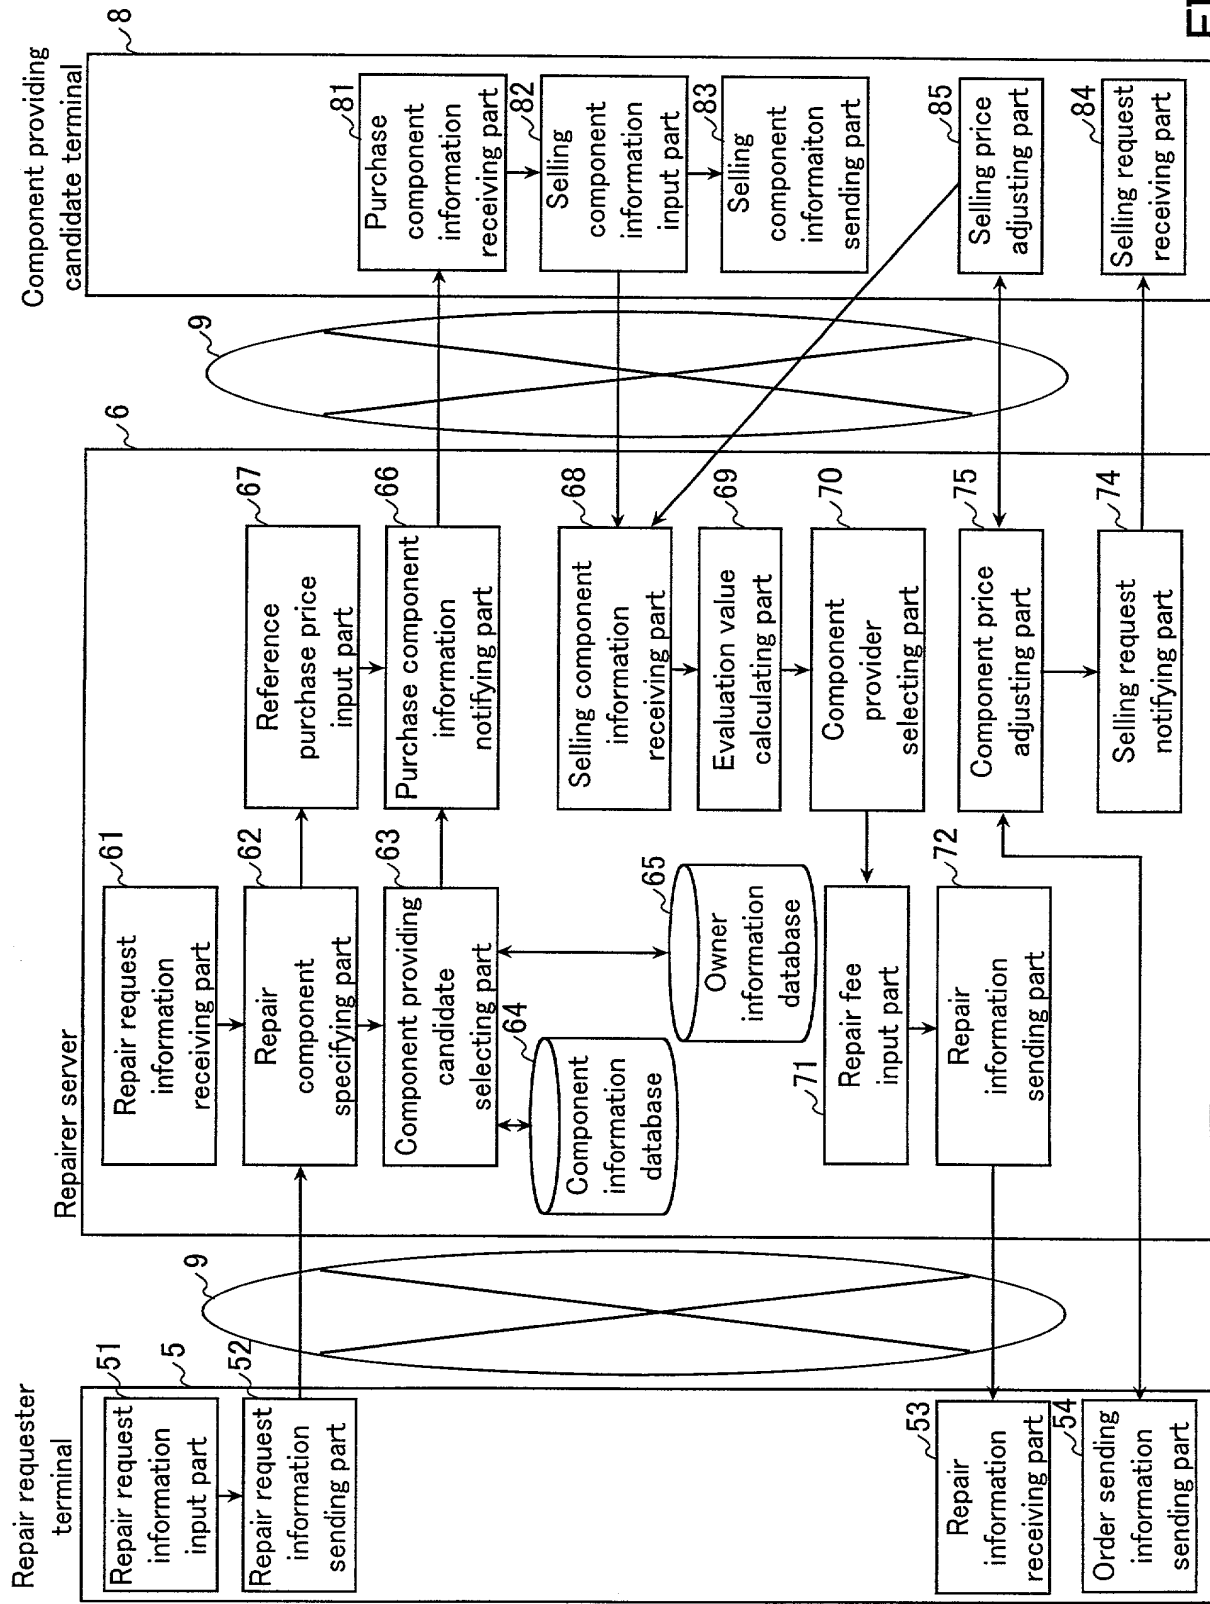 Repair requester
terminal
5
51
Repair request
information
input part
52
Repair request
information
sending part
53
Repair
information
receiving part
54
Order sending
information
sending part
9
Repairer server
6
61
Repair request
information
receiving part
62
Repair
component
specifying part
63
Component providing
candidate
selecting part
64
Component
information
database
65
Owner
information
database
71
Repair fee
input part
72
Repair
information
sending part
67
Reference
purchase price
input part
66
Purchase component
information
notifying part
68
Selling component
information
receiving part
69
Evaluation value
calculating part
70
Component
provider
selecting part
75
Component price
adjusting part
74
Selling request
notifying part
9
Component providing
candidate terminal
8
81
Purchase
component
information
receiving part
82
Selling
component
information
input part
83
Selling
component
informaiton
sending part
85
Selling price
adjusting part
84
Selling request
receiving part